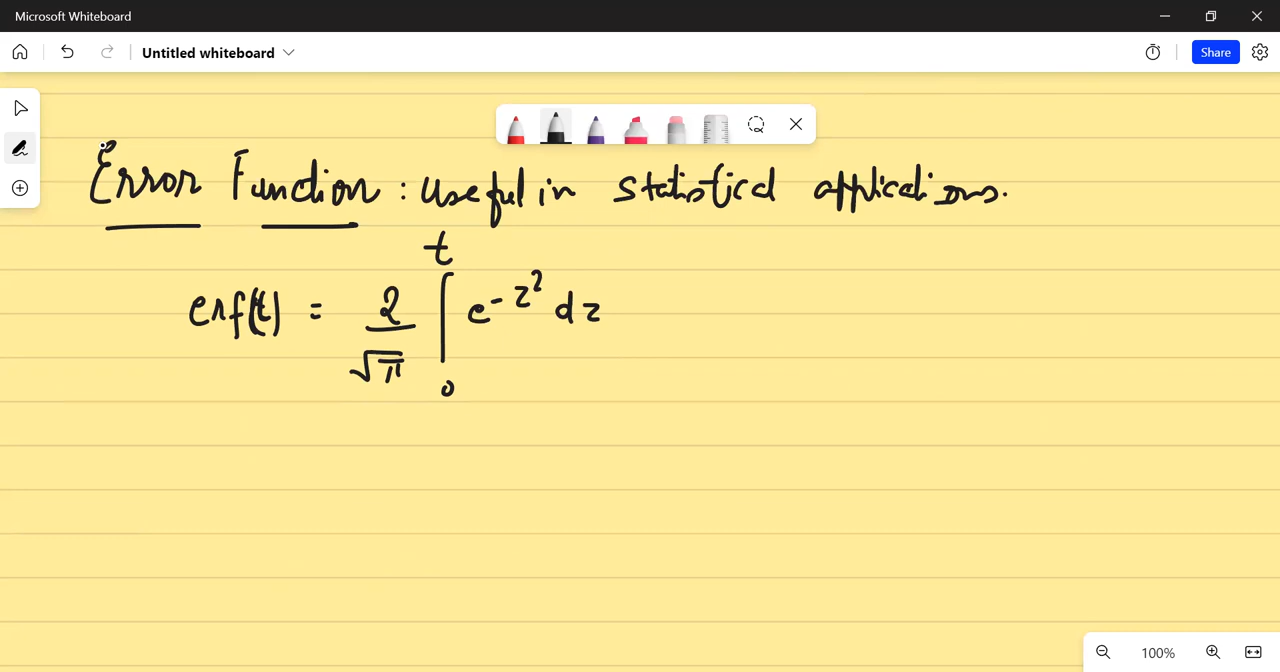 Microsoft Whiteboard
Untitled whiteboard
Share
Error Function : useful in statistical applications.
erf(t) = 2/√π ∫₀ᵗ e^-z² dz
100%